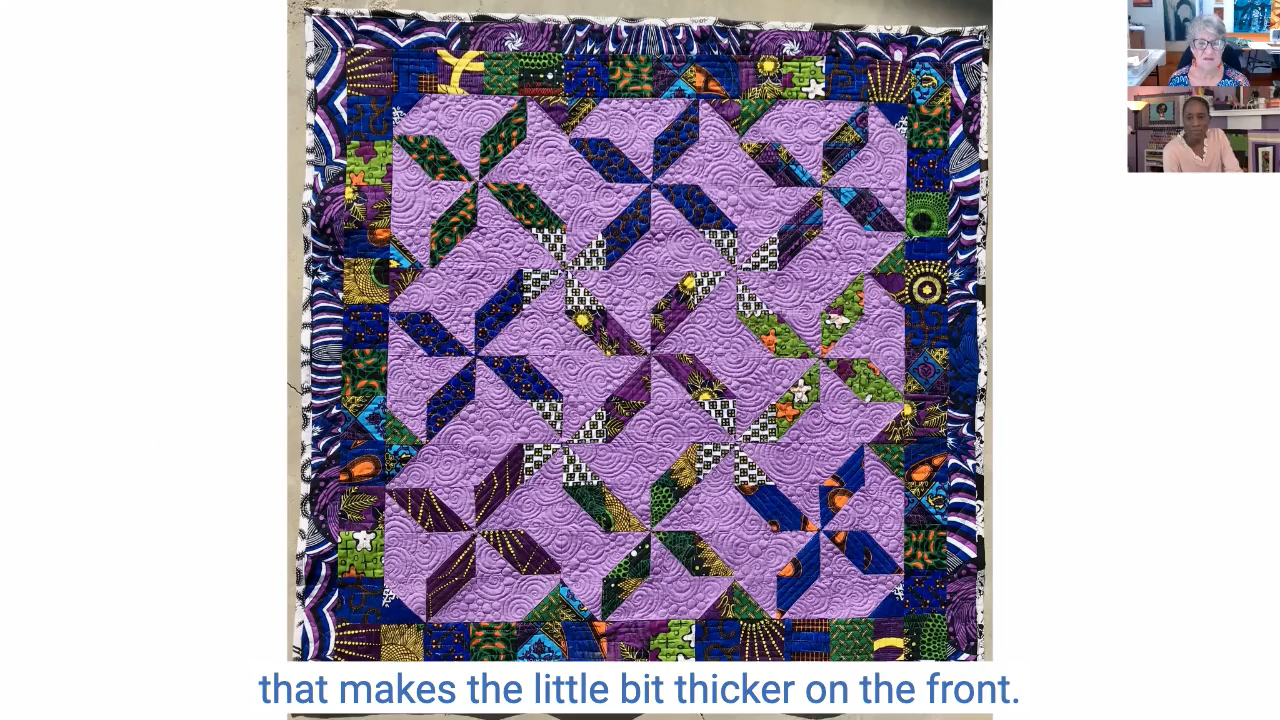 that makes the little bit thicker on the front.